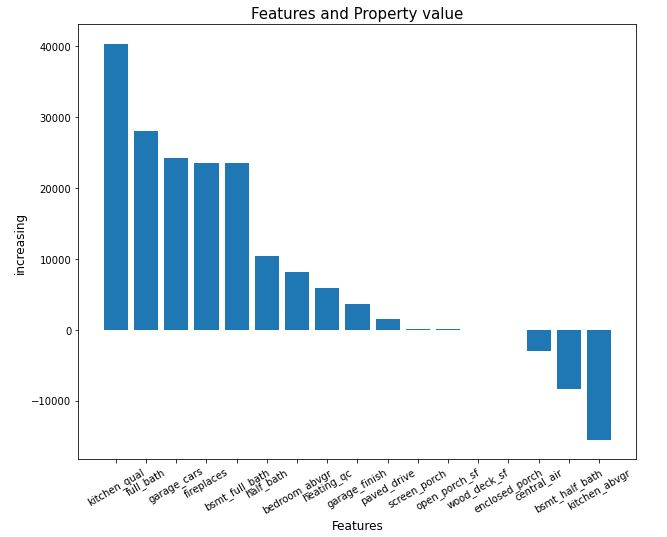 Features and Property value
40000
30000
20000
10000
0
−10000
increasing
kitchen_qual
full_bath
garage_cars
fireplaces
bsmt_full_bath
half_bath
bedroom_abvgr
heating_qc
garage_finish
paved_drive
screen_porch
open_porch_sf
wood_deck_sf
enclosed_porch
central_air
bsmt_half_bath
kitchen_abvgr
Features